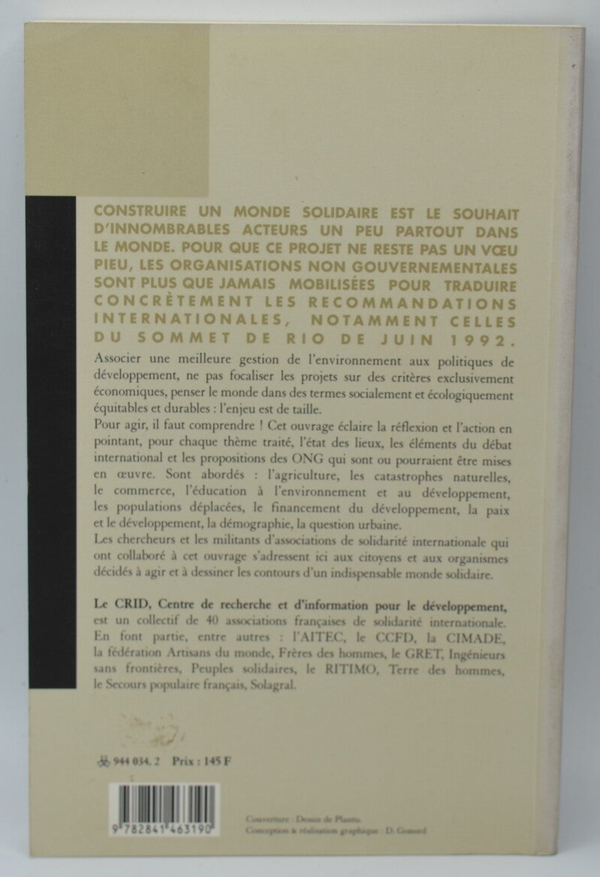 CONSTRUIRE UN MONDE SOLIDAIRE EST LE SOUHAIT
D'INNOMBRABLES ACTEURS UN PEU PARTOUT DANS
LE MONDE. POUR QUE CE PROJET NE RESTE PAS UN VŒU
PIEU, LES ORGANISATIONS NON GOUVERNEMENTALES
SONT PLUS QUE JAMAIS MOBILISÉES POUR TRADUIRE
CONCRÈTEMENT LES RECOMMANDATIONS
INTERNATIONALES, NOTAMMENT CELLES
DU SOMMET DE RIO DE JUIN 1992.
Associer une meilleure gestion de l'environnement aux politiques de
développement, ne pas focaliser les projets sur des critères exclusivement
économiques, penser le monde dans des termes socialement et écologiquement
équitables et durables : l'enjeu est de taille.
Pour agir, il faut comprendre ! Cet ouvrage éclaire la réflexion et l'action en
pointant, pour chaque thème traité, l'état des lieux, les éléments du débat
international et les propositions des ONG qui sont ou pourraient être mises
en œuvre. Sont abordés : l'agriculture, les catastrophes naturelles,
le commerce, l'éducation à l'environnement et au développement,
les populations déplacées, le financement du développement, la paix
et le développement, la démographie, la question urbaine.
Les chercheurs et les militants d'associations de solidarité internationale qui
ont collaboré à cet ouvrage s'adressent ici aux citoyens et aux organismes
décidés à agir et à dessiner les contours d'un indispensable monde solidaire.
Le CRID, Centre de recherche et d'information pour le développement,
est un collectif de 40 associations françaises de solidarité internationale.
En font partie, entre autres : l'AITEC, le CCFD, la CIMADE,
la fédération Artisans du monde, Frères des hommes, le GRET, Ingénieurs
sans frontières, Peuples solidaires, le RITIMO, Terre des hommes,
le Secours populaire français, Solagral.
944 034. 2 Prix : 145 F
9 782841 463190
Couverture : Dessin de Plantu.
Conception & réalisation graphique : D.